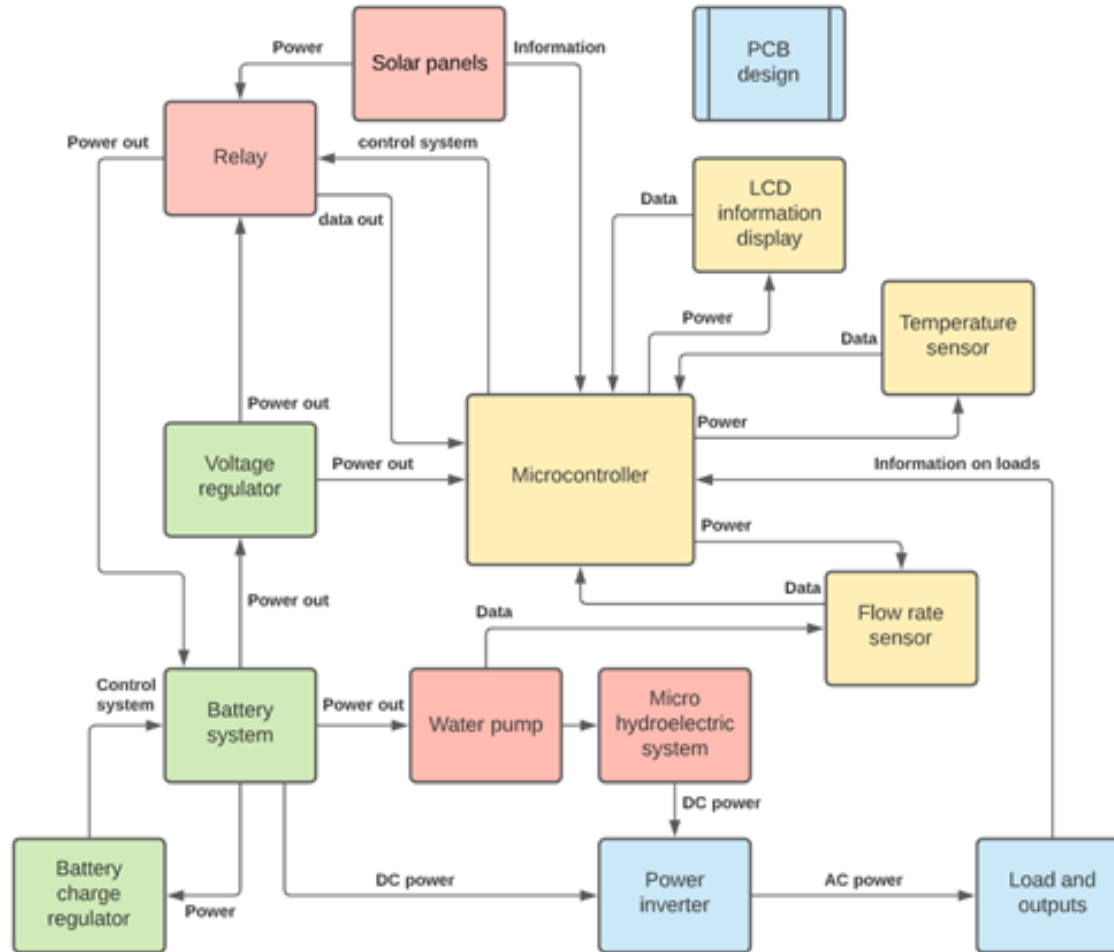 Power
Solar panels
Information
PCB
design
Power out
Relay
control system
data out
Data
LCD
information
display
Power
Data
Temperature
sensor
Power out
Voltage
regulator
Power out
Microcontroller
Power
Information on loads
Power
Power out
Data
Data
Flow rate
sensor
Control
system
Battery
system
Power out
Water pump
Micro
hydroelectric
system
DC power
Battery
charge
regulator
Power
DC power
Power
inverter
AC power
Load and
outputs